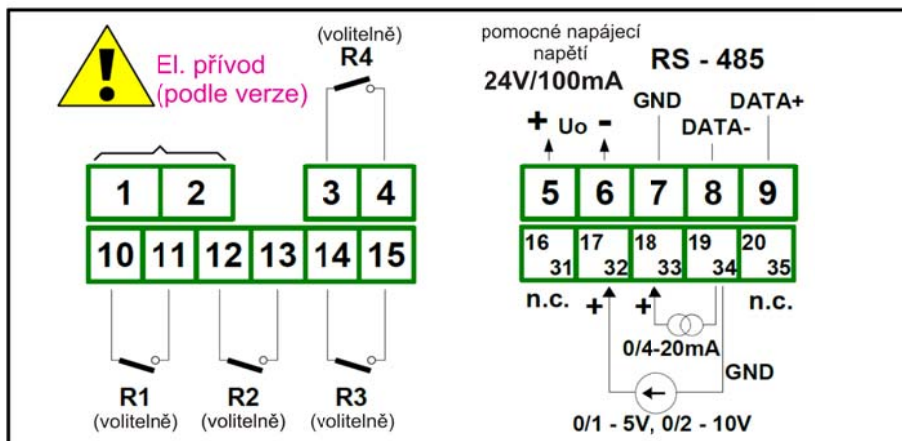 !
El. přívod
(podle verze)
(volitelně)
R4
1 2 3 4
10 11 12 13 14 15
R1
(volitelně)
R2
(volitelně)
R3
(volitelně)
pomocné napájecí
napětí
24V/100mA
RS - 485
GND
DATA+
DATA-
+ Uo -
5 6 7 8 9
16 17 18 19 20
31 32 33 34 35
n.c.
+
+
n.c.
0/4-20mA
GND
0/1 - 5V, 0/2 - 10V